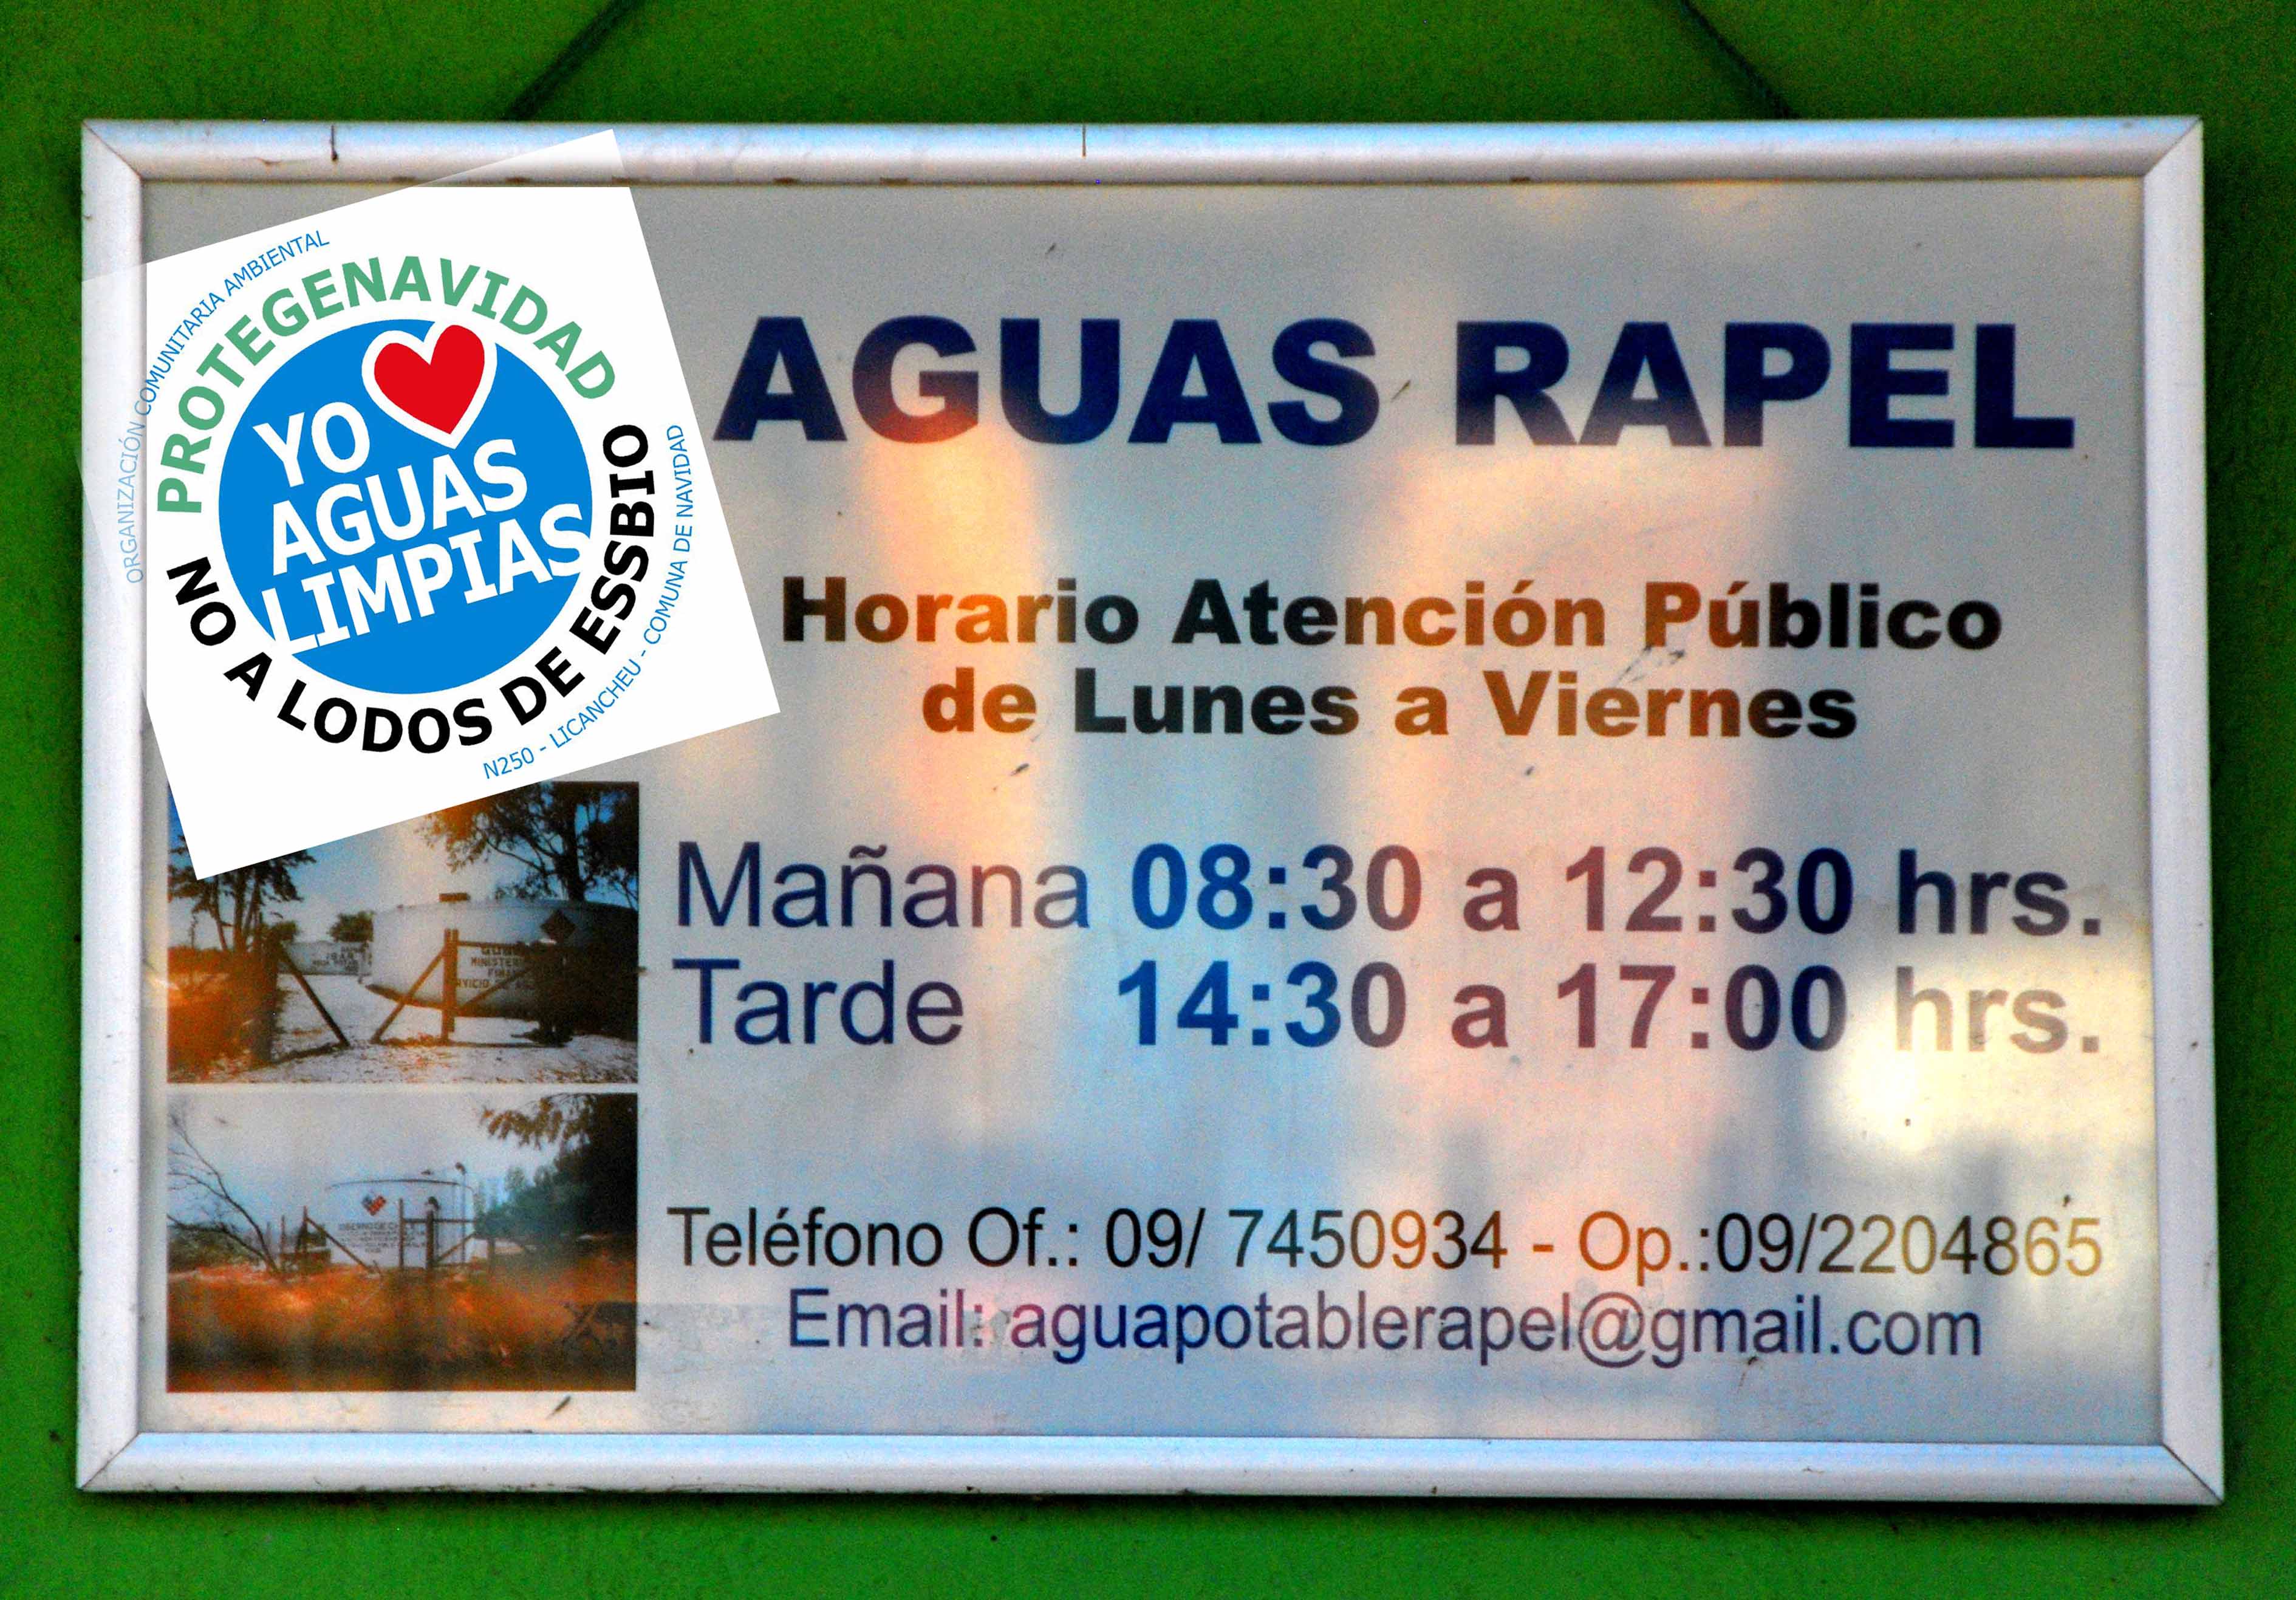 ORGANIZACIÓN COMUNITARIA AMBIENTAL
PROTEGENAVIDAD
YO
AGUAS
LIMPIAS
NO A LODOS DE ESSBIO
N250 - LICANCHEU - COMUNA DE NAVIDAD
AGUAS RAPEL
Horario Atención Público
de Lunes a Viernes
Mañana 08:30 a 12:30 hrs.
Tarde 14:30 a 17:00 hrs.
Teléfono Of.: 09/ 7450934 - Op.:09/2204865
Email: aguapotablerapel@gmail.com